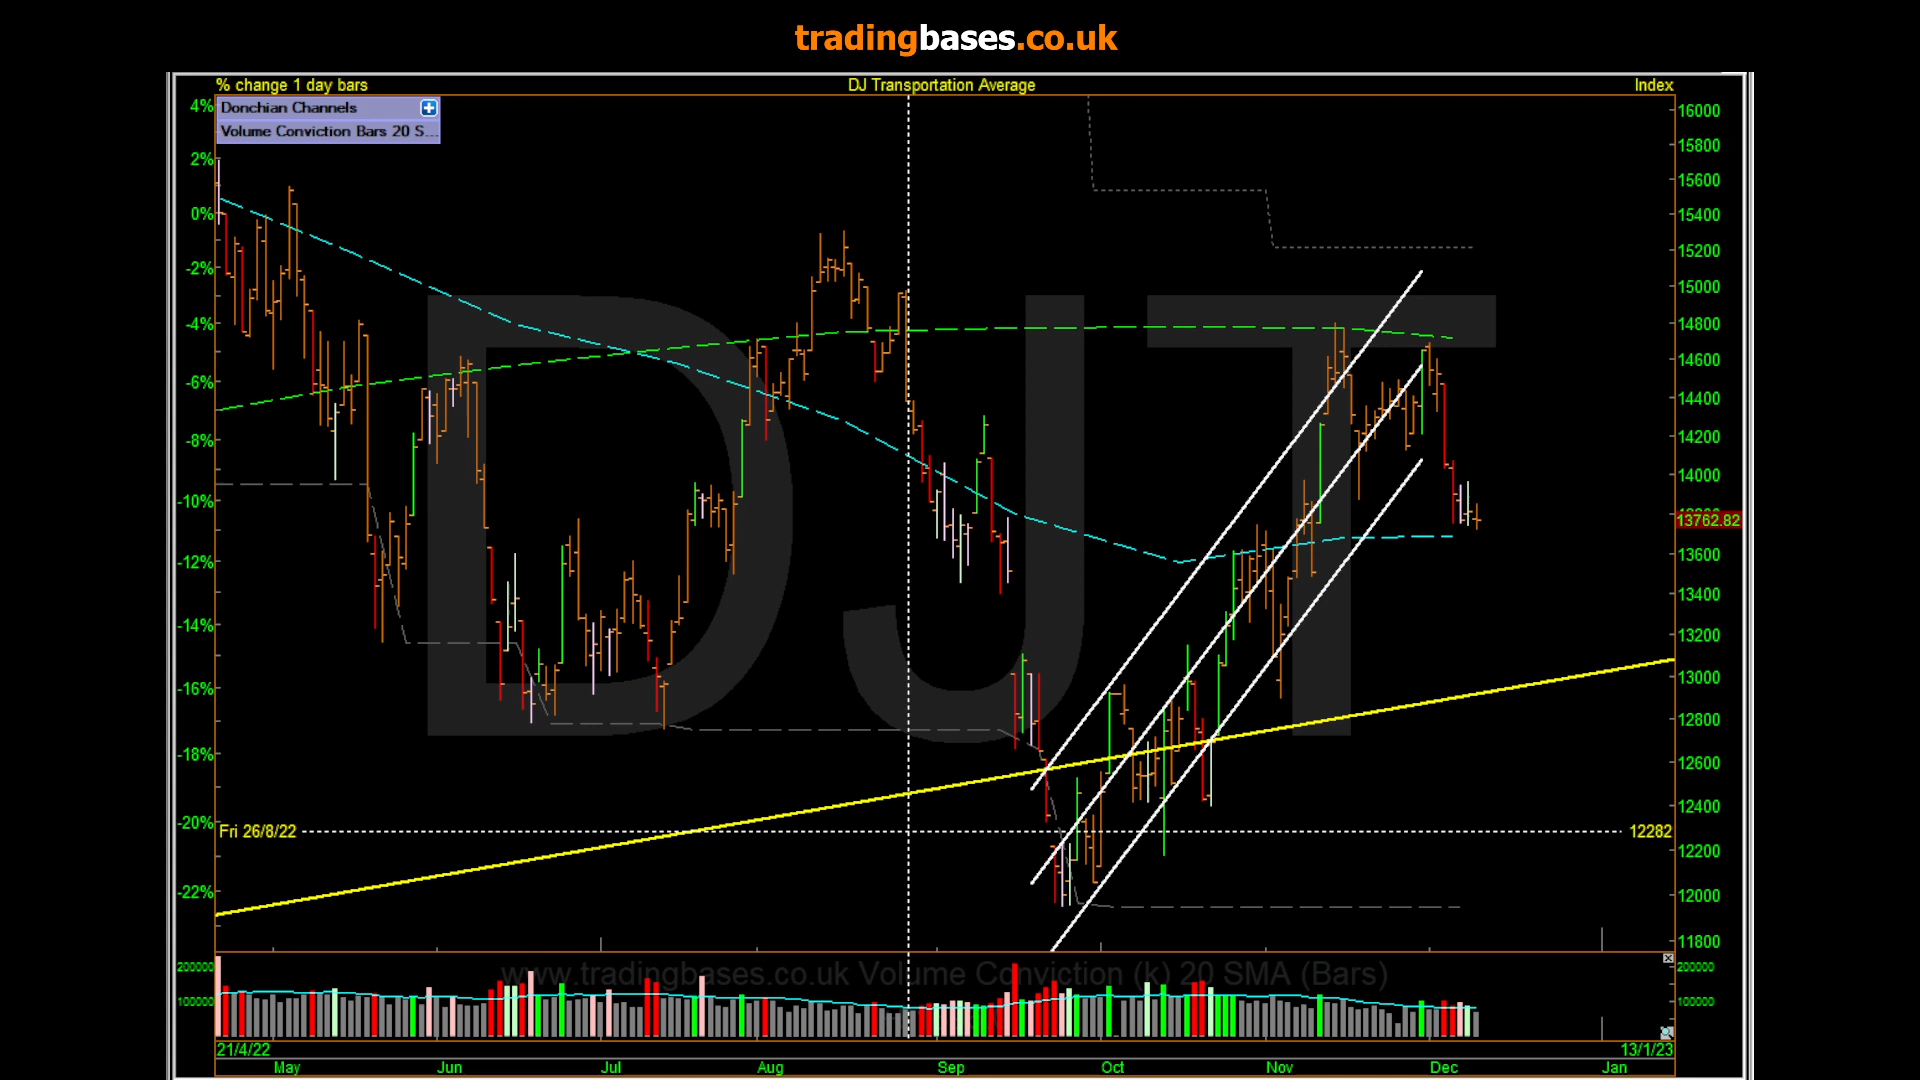 tradingbases.co.uk
% change 1 day bars
DJ Transportation Average
Index
Donchian Channels
Volume Conviction Bars 20 S...
4%
2%
0%
-2%
-4%
-6%
-8%
-10%
-12%
-14%
-16%
-18%
-20%
-22%
16000
15800
15600
15400
15200
15000
14800
14600
14400
14200
14000
13762.82
13600
13400
13200
13000
12800
12600
12400
12200
12000
11800
DJT
Fri 26/8/22
12282
www.tradingbases.co.uk Volume Conviction (k) 20 SMA (Bars)
200000
100000
200000
100000
21/4/22
13/1/23
May
Jun
Jul
Aug
Sep
Oct
Nov
Dec
Jan